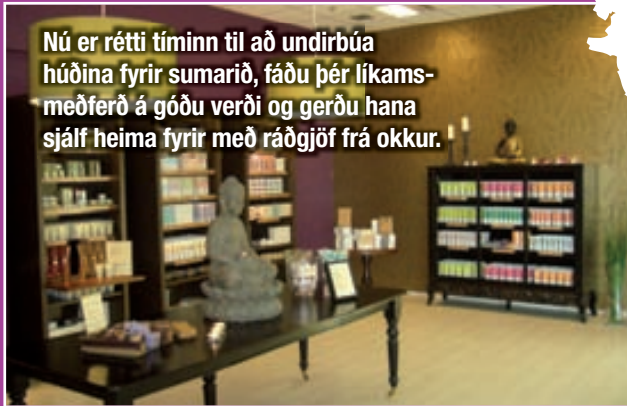 Nú er rétti tíminn til að undirbúa
húðina fyrir sumarið, fáðu þér líkams-
meðferð á góðu verði og gerðu hana
sjálf heima fyrir með ráðgjöf frá okkur.